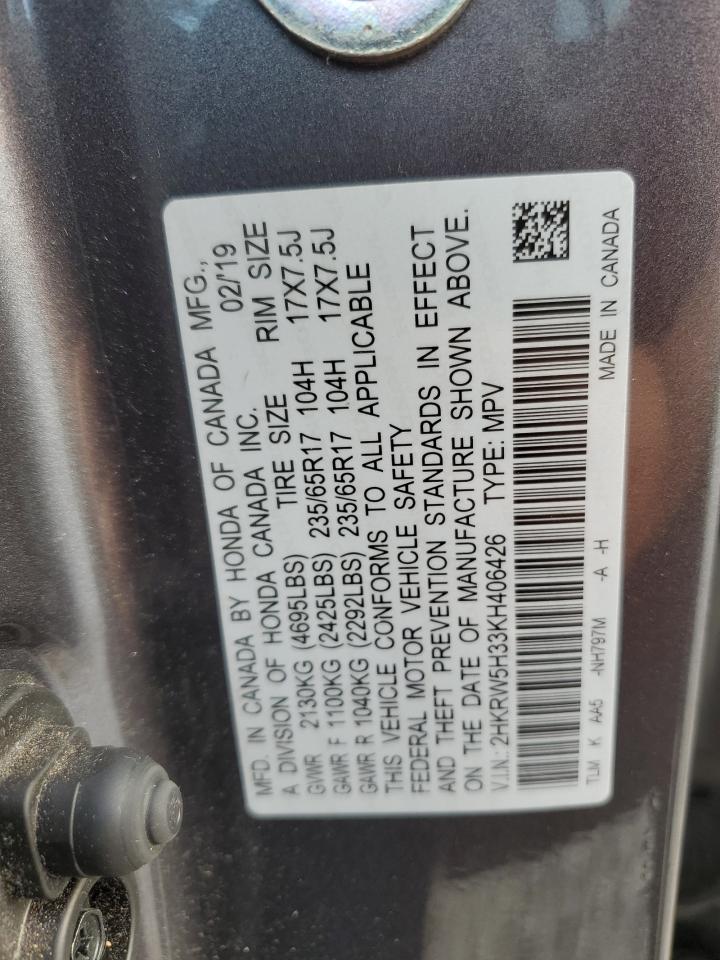 MFD. IN CANADA BY HONDA OF CANADA MFG.,
A DIVISION OF HONDA CANADA INC. 02/'19
TIRE SIZE RIM SIZE
GVWR 2130KG (4695LBS)
GAWR F 1100KG (2425LBS) 235/65R17 104H 17X7.5J
GAWR R 1040KG (2292LBS) 235/65R17 104H 17X7.5J
THIS VEHICLE CONFORMS TO ALL APPLICABLE
FEDERAL MOTOR VEHICLE SAFETY
AND THEFT PREVENTION STANDARDS IN EFFECT
ON THE DATE OF MANUFACTURE SHOWN ABOVE.
V.I.N.: 2HKRW5H33KH406426 TYPE: MPV
TLM K AA5 -NH797M -A -H MADE IN CANADA